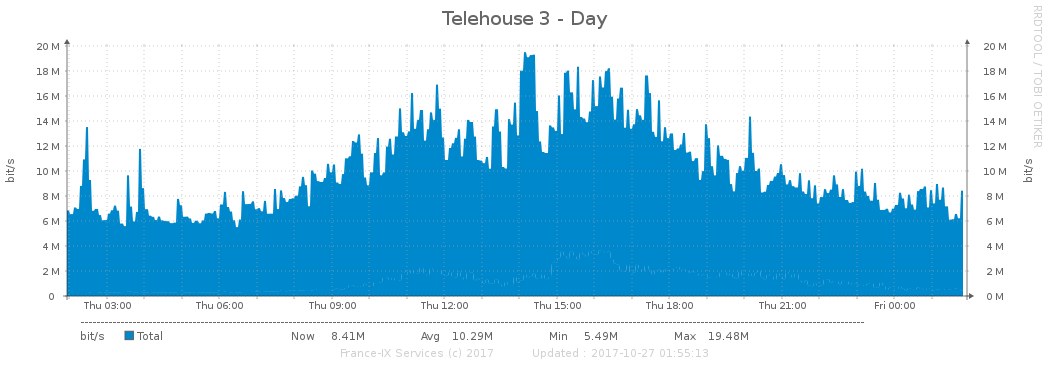 Telehouse 3 - Day
RRDTOOL / TOBI OETIKER
20 M 20 M
18 M 18 M
16 M 16 M
14 M 14 M
12 M 12 M
10 M 10 M
8 M 8 M
6 M 6 M
4 M 4 M
2 M 2 M
0 0 M
bit/s bit/s
Thu 03:00 Thu 06:00 Thu 09:00 Thu 12:00 Thu 15:00 Thu 18:00 Thu 21:00 Fri 00:00
bit/s Total Now 8.41M Avg 10.29M Min 5.49M Max 19.48M
France-IX Services (c) 2017 Updated : 2017-10-27 01:55:13